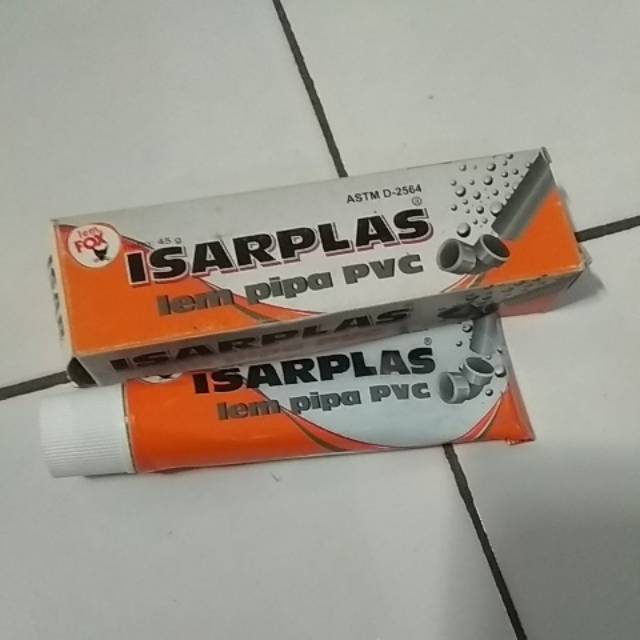 ASTM D-2564
lem
FOX
45 g
ISARPLAS®
lem pipa PVC
ISARPLAS
ISARPLAS®
lem pipa PVC